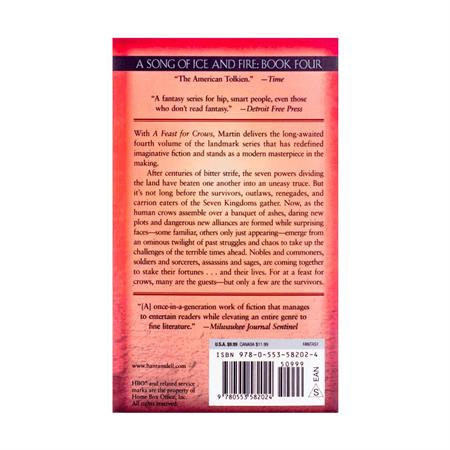 A SONG OF ICE AND FIRE: BOOK FOUR
"The American Tolkien." —Time
"A fantasy series for hip, smart people, even those
who don't read fantasy." —Detroit Free Press
With A Feast for Crows, Martin delivers the long-awaited
fourth volume of the landmark series that has redefined
imaginative fiction and stands as a modern masterpiece in the
making.
After centuries of bitter strife, the seven powers dividing
the land have beaten one another into an uneasy truce. But
it's not long before the survivors, outlaws, renegades, and
carrion eaters of the Seven Kingdoms gather. Now, as the
human crows assemble over a banquet of ashes, daring new
plots and dangerous new alliances are formed while surprising
faces—some familiar, others only just appearing—emerge from
an ominous twilight of past struggles and chaos to take up the
challenges of the terrible times ahead. Nobles and commoners,
soldiers and sorcerers, assassins and sages, are coming together
to stake their fortunes . . . and their lives. For at a feast for
crows, many are the guests—but only a few are the survivors.
"[A] once-in-a-generation work of fiction that manages
to entertain readers while elevating an entire genre to
fine literature." —Milwaukee Journal Sentinel
U.S.A. $9.99 CANADA $11.99 FANTASY
ISBN 978-0-553-58202-4
50999
www.bantamdell.com
HBO® and related service
marks are the property of
Home Box Office, Inc.
All rights reserved.
9 780553 582024
S
EAN